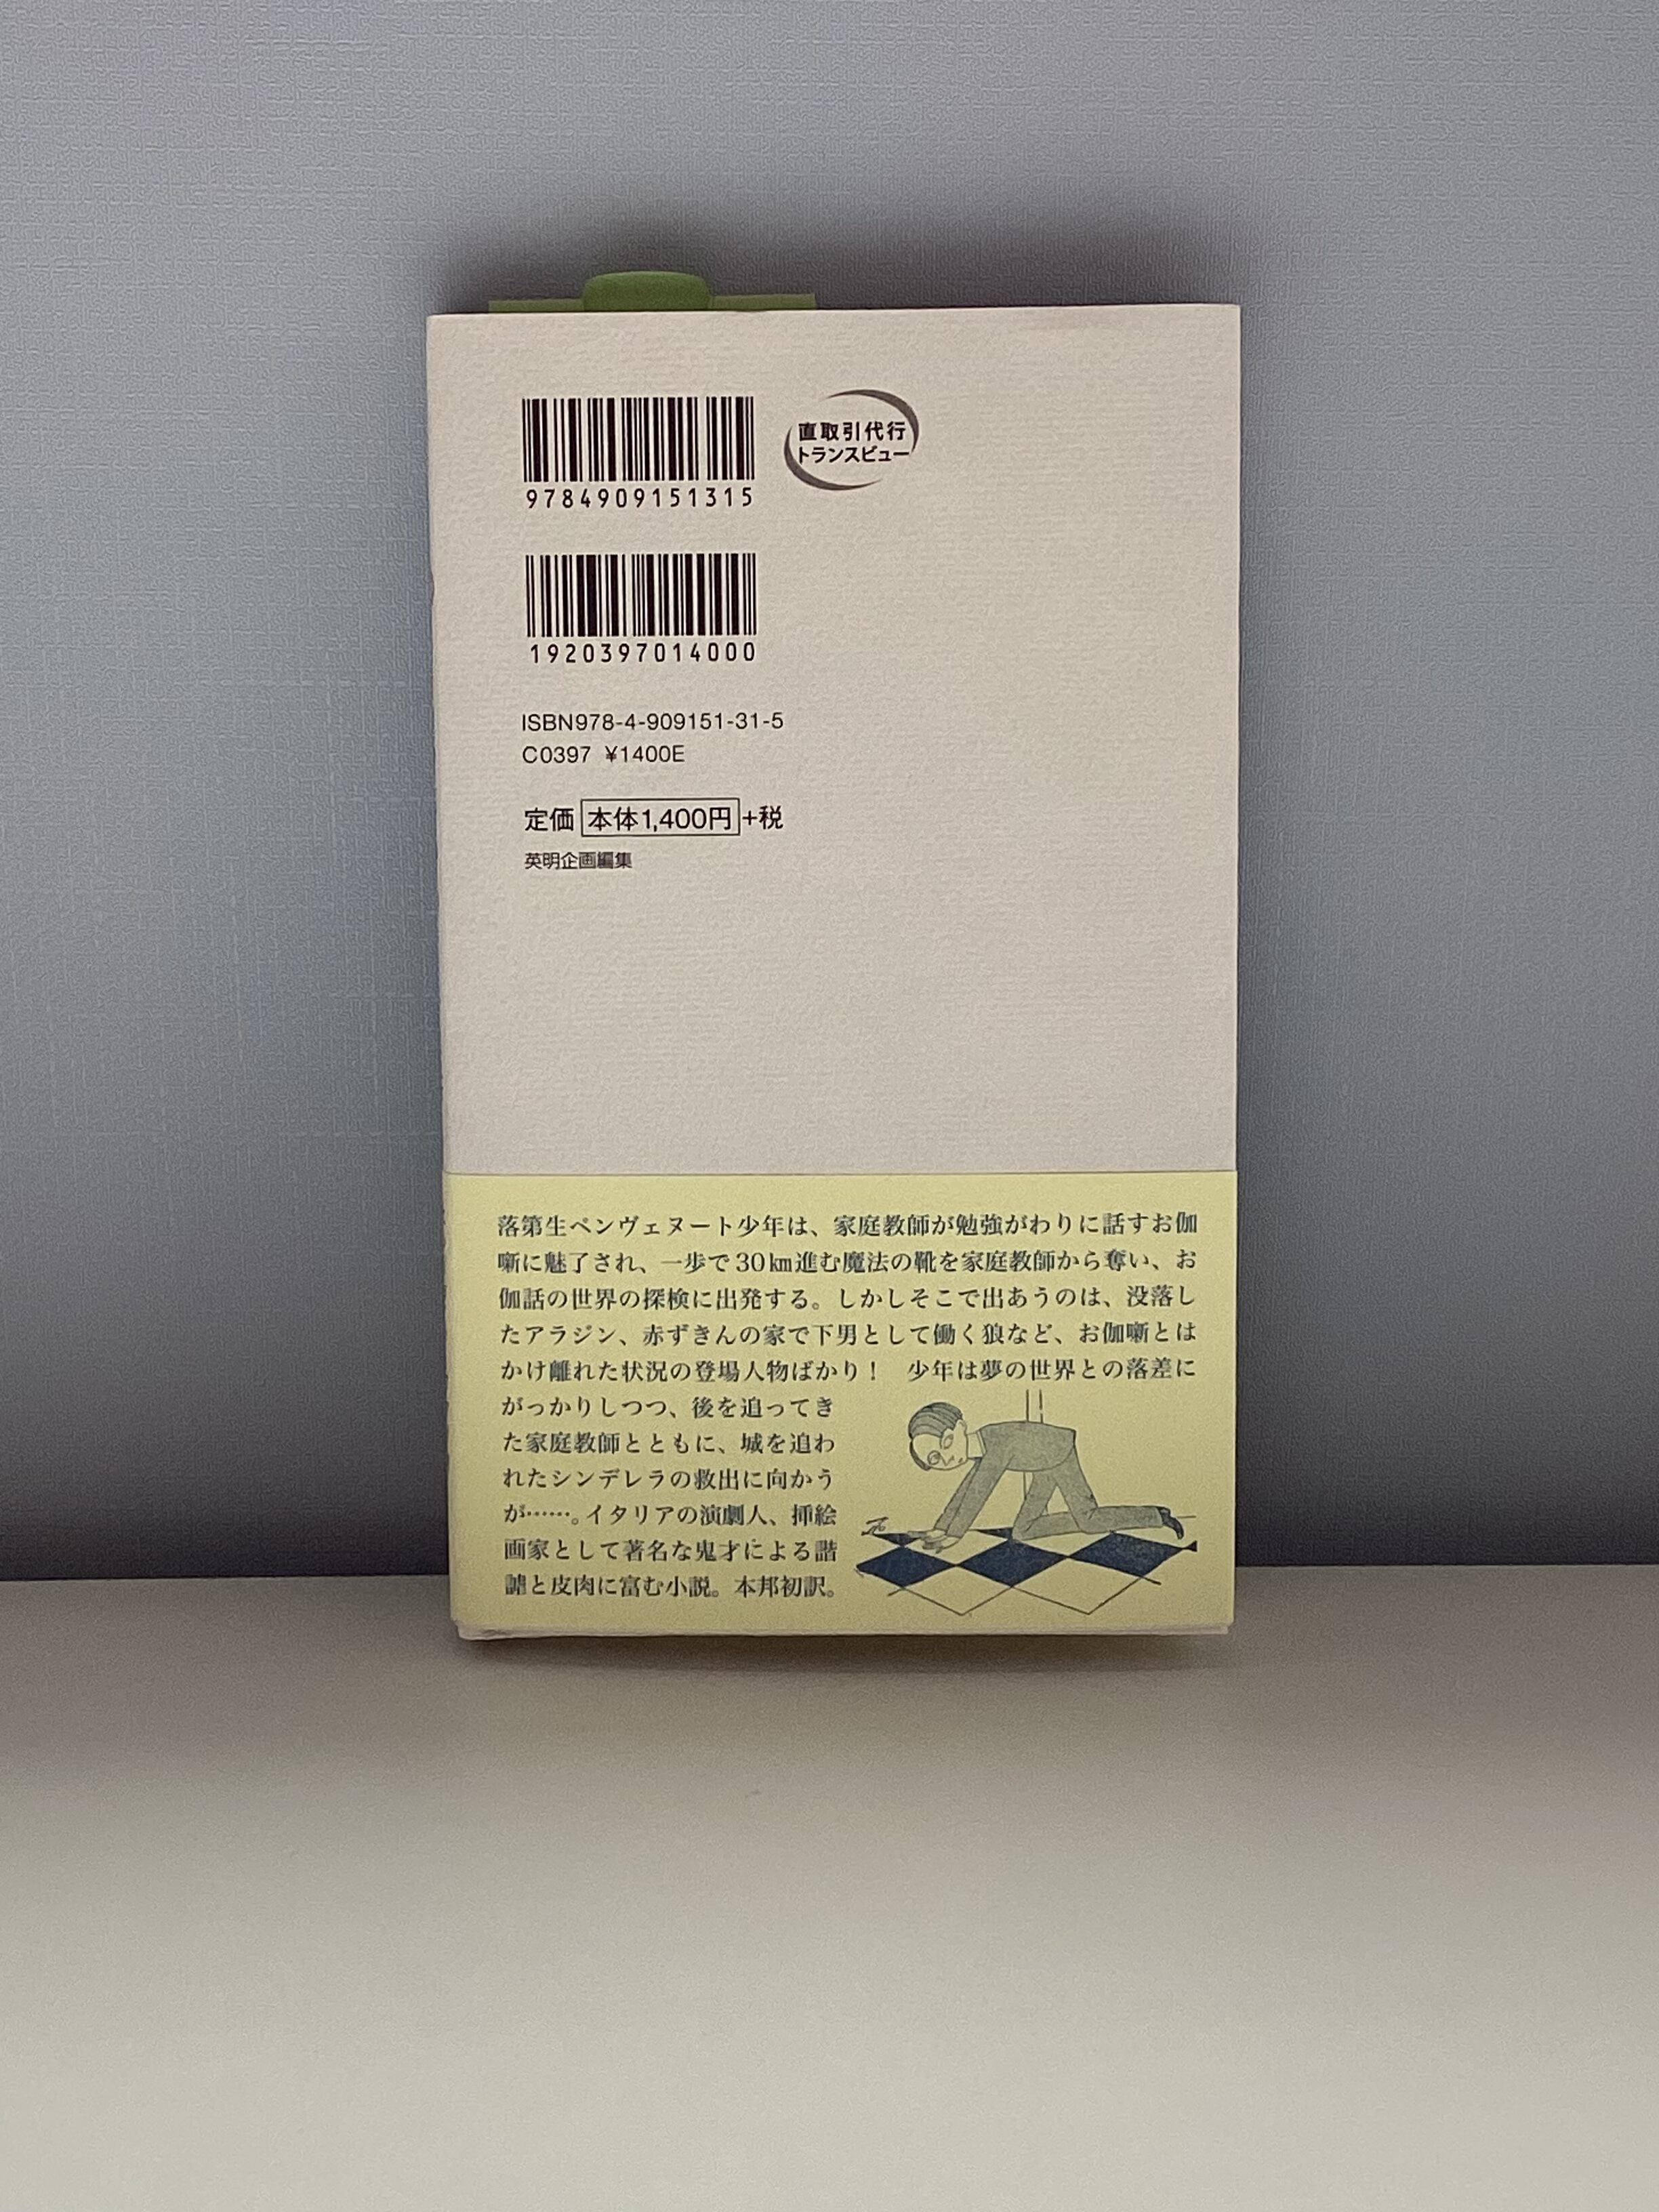 9784909151315
直取引代行
トランスビュー
1920397014000
ISBN978-4-909151-31-5
C0397 ¥1400E
定価 本体1,400円+税
英明企画編集
落第生ベンヴェヌート少年は、家庭教師が勉強がわりに話すお伽
噺に魅了され、一歩で30㎞進む魔法の靴を家庭教師から奪い、お
伽話の世界の探検に出発する。しかしそこで出あうのは、没落し
たアラジン、赤ずきんの家で下男として働く狼など、お伽噺とは
かけ離れた状況の登場人物ばかり！　少年は夢の世界との落差に
がっかりしつつ、後を追ってき
た家庭教師とともに、城を追わ
れたシンデレラの救出に向かう
が……。イタリアの演劇人、挿絵
画家として著名な鬼才による諧
謔と皮肉に富む小説。本邦初訳。